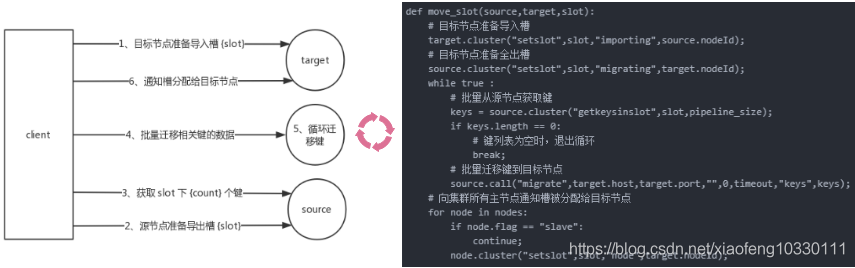 client
1、目标节点准备导入槽 (slot)
6、通知槽分配给目标节点
target
4、批量迁移相关键的数据
5、循环迁
移键
3、获取 slot 下 {count} 个键
2、源节点准备导出槽 (slot)
source
def move_slot(source,target,slot):
# 目标节点准备导入槽
target.cluster("setslot",slot,"importing",source.nodeId);
# 目标节点准备全出槽
source.cluster("setslot",slot,"migrating",target.nodeId);
while true :
# 批量从源节点获取键
keys = source.cluster("getkeysinslot",slot,pipeline_size);
if keys.length == 0:
# 键列表为空时，退出循环
break;
# 批量迁移键到目标节点
source.call("migrate",target.host,target.port,"",0,timeout,"keys",keys);
# 向集群所有主节点通知槽被分配给目标节点
for node in nodes:
if node.flag == "slave":
continue;
node.cluster("setslot",slot,"node",target.nodeId);
https://blog.csdn.net/xiaofeng10330111